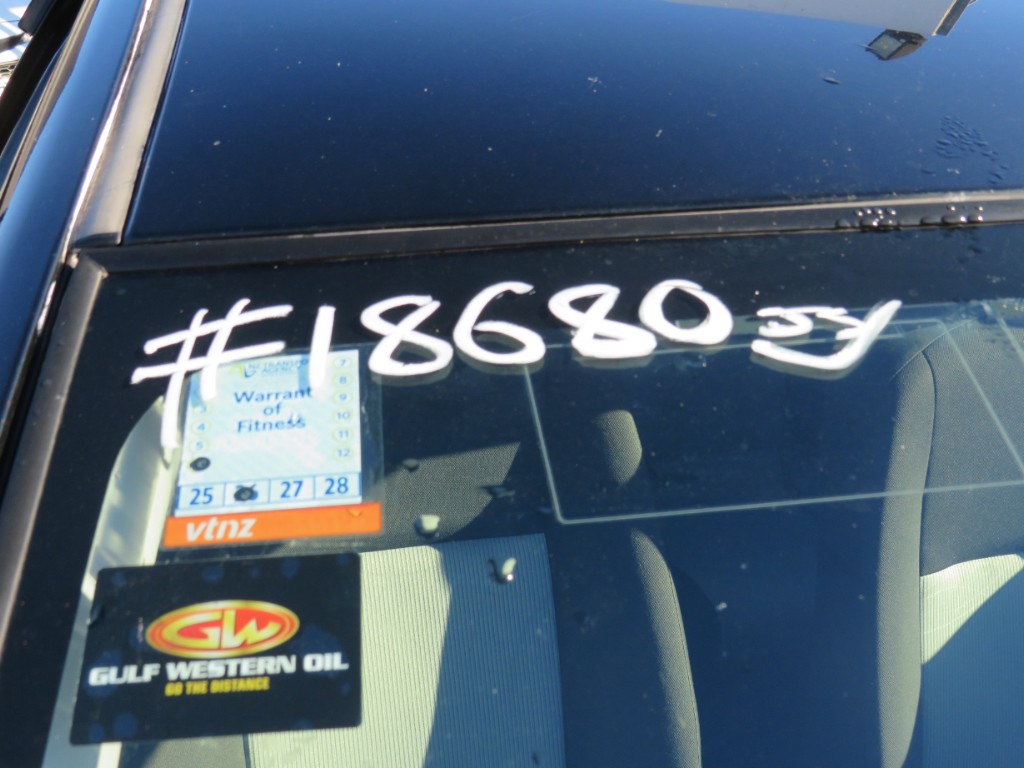 #18680
Warrant
of
Fitness
7
8
9
10
11
12
3
4
5
25 27 28
vtnz
GW
GULF WESTERN OIL
GO THE DISTANCE